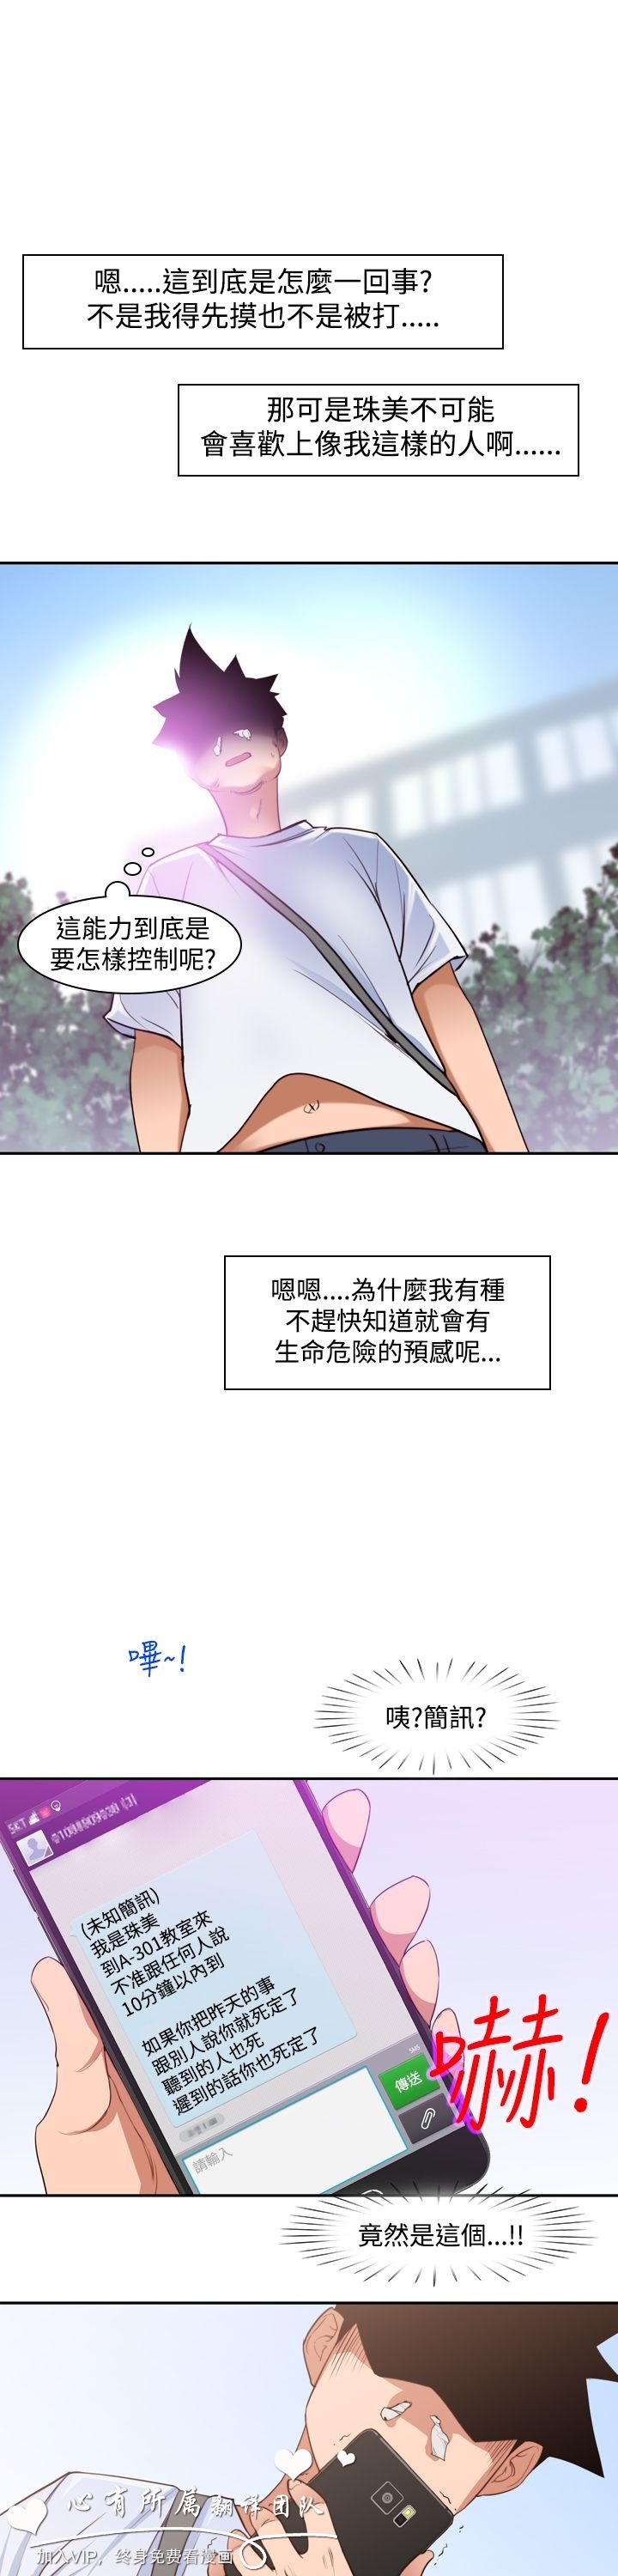 嗯.....這到底是怎麼一回事?
不是我得先摸也不是被打.....
那可是珠美不可能
會喜歡上像我這樣的人啊......
這能力到底是
要怎樣控制呢?
嗯嗯....為什麼我有種
不趕快知道就會有
生命危險的預感呢...
嗶~!
咦?簡訊?
SKT
(未知簡訊)
我是珠美
到A-301教室來
不准跟任何人說
10分鐘以內到
如果你把昨天的事
跟別人說你就死定了
聽到的人也死
遲到的話你也死定了
SMS
傳送
請輸入
嚇!
竟然是這個...!!
心有所属翻译团队
加入VIP，终身免费看漫画